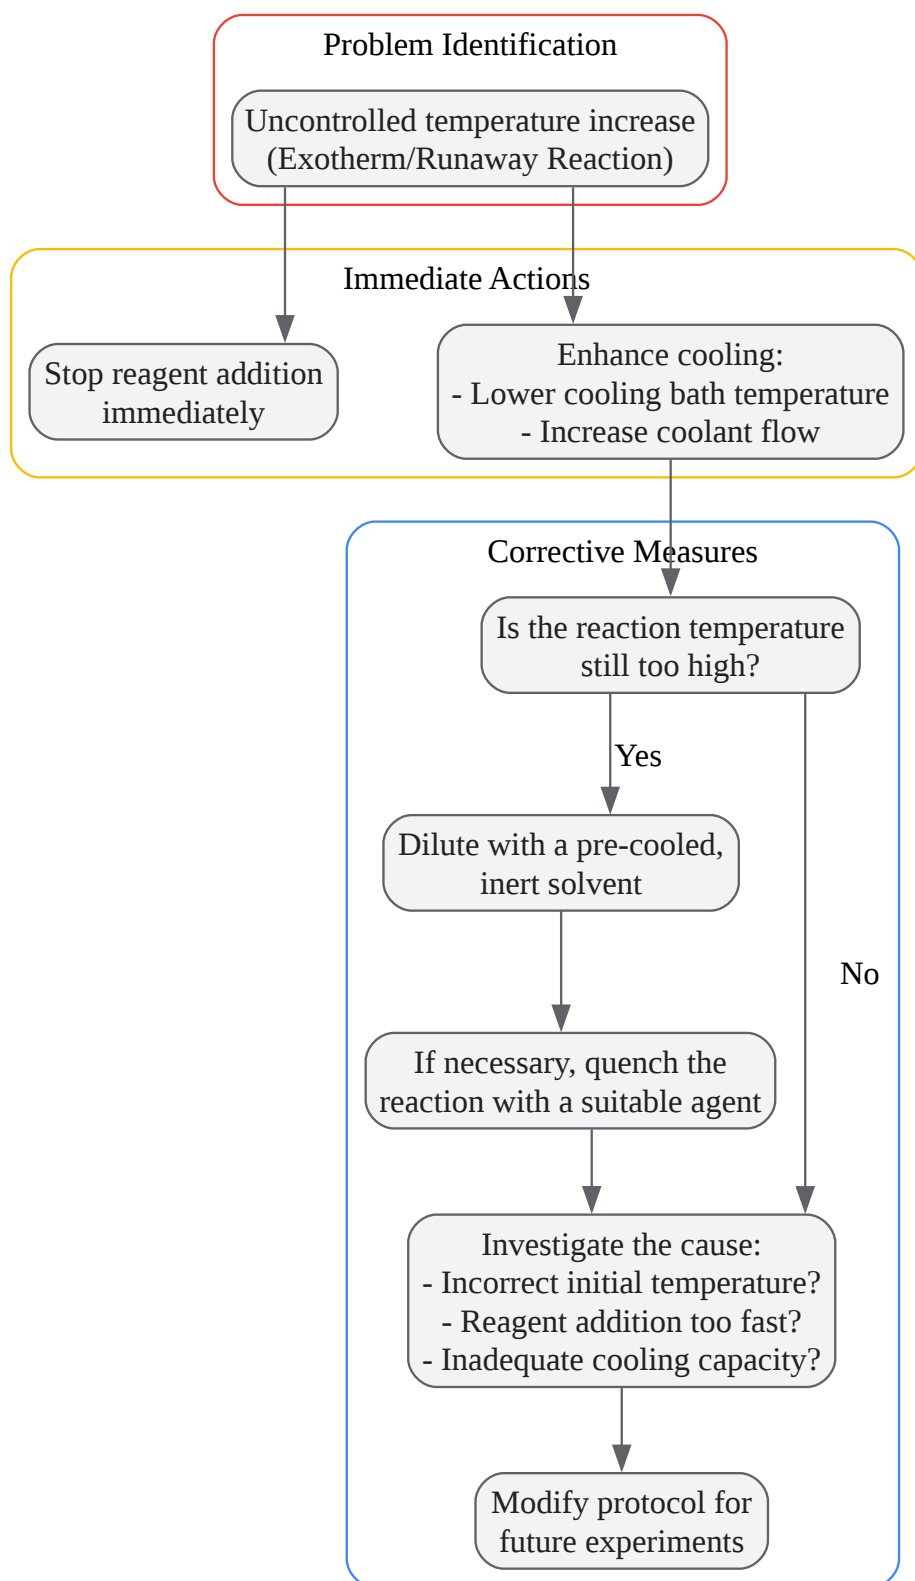 Problem Identification
Uncontrolled temperature increase
(Exotherm/Runaway Reaction)
Immediate Actions
Stop reagent addition
immediately
Enhance cooling:
- Lower cooling bath temperature
- Increase coolant flow
Corrective Measures
Is the reaction temperature
still too high?
Yes
Dilute with a pre-cooled,
inert solvent
No
If necessary, quench the
reaction with a suitable agent
Investigate the cause:
- Incorrect initial temperature?
- Reagent addition too fast?
- Inadequate cooling capacity?
Modify protocol for
future experiments